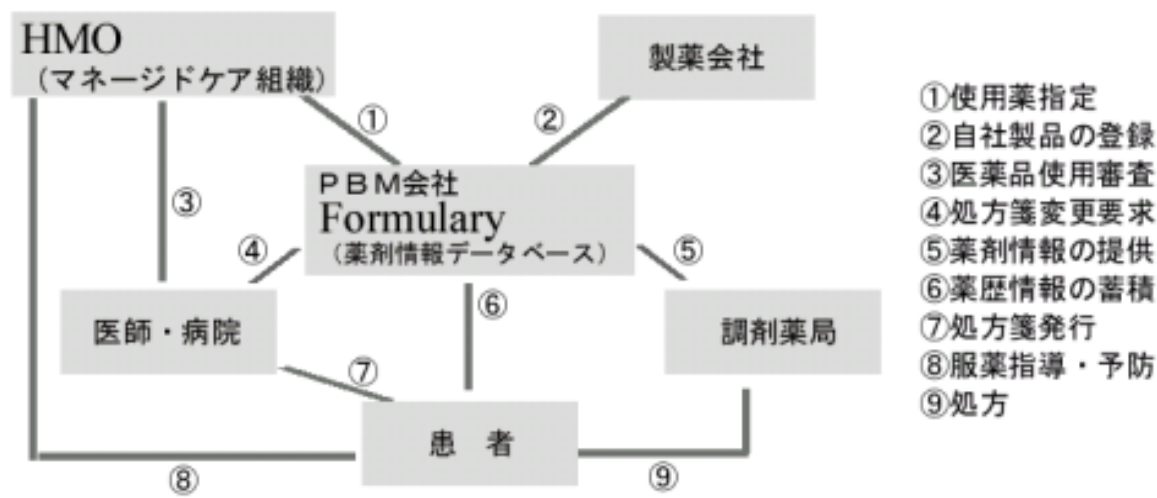 HMO
（マネージドケア組織）
製薬会社
①
②
ＰＢＭ会社
Formulary
（薬剤情報データベース）
③
④
⑤
⑥
医師・病院
調剤薬局
⑦
患　者
⑧
⑨
①使用薬指定
②自社製品の登録
③医薬品使用審査
④処方箋変更要求
⑤薬剤情報の提供
⑥薬歴情報の蓄積
⑦処方箋発行
⑧服薬指導・予防
⑨処方